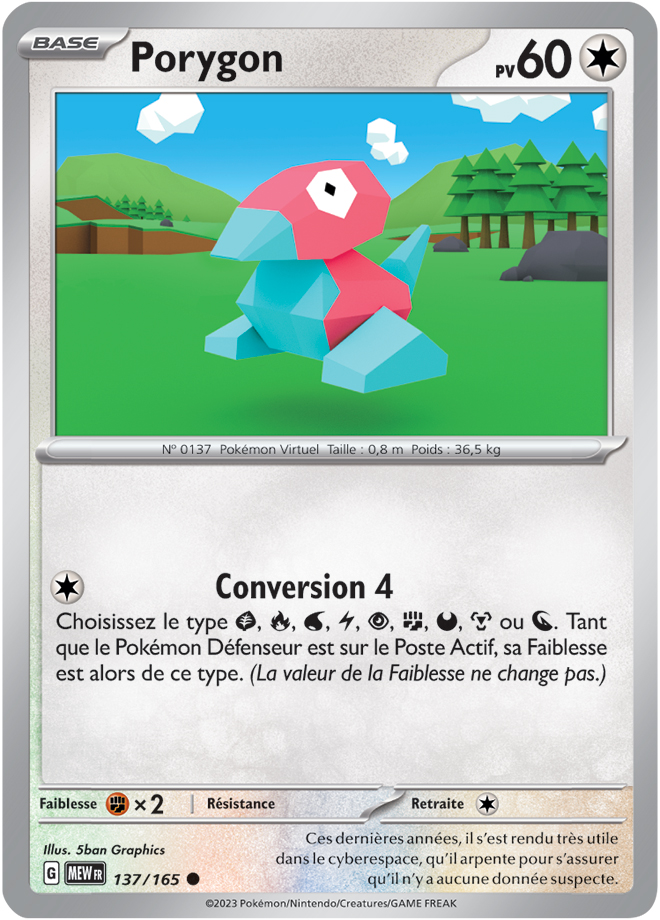 BASE Porygon PV 60
N° 0137 Pokémon Virtuel Taille : 0,8 m Poids : 36,5 kg
Conversion 4
Choisissez le type , , , , , , , ou . Tant
que le Pokémon Défenseur est sur le Poste Actif, sa Faiblesse
est alors de ce type. (La valeur de la Faiblesse ne change pas.)
Faiblesse ×2 Résistance Retraite
Illus. 5ban Graphics
G MEW FR 137/165
Ces dernières années, il s'est rendu très utile
dans le cyberespace, qu'il arpente pour s'assurer
qu'il n'y a aucune donnée suspecte.
©2023 Pokémon/Nintendo/Creatures/GAME FREAK